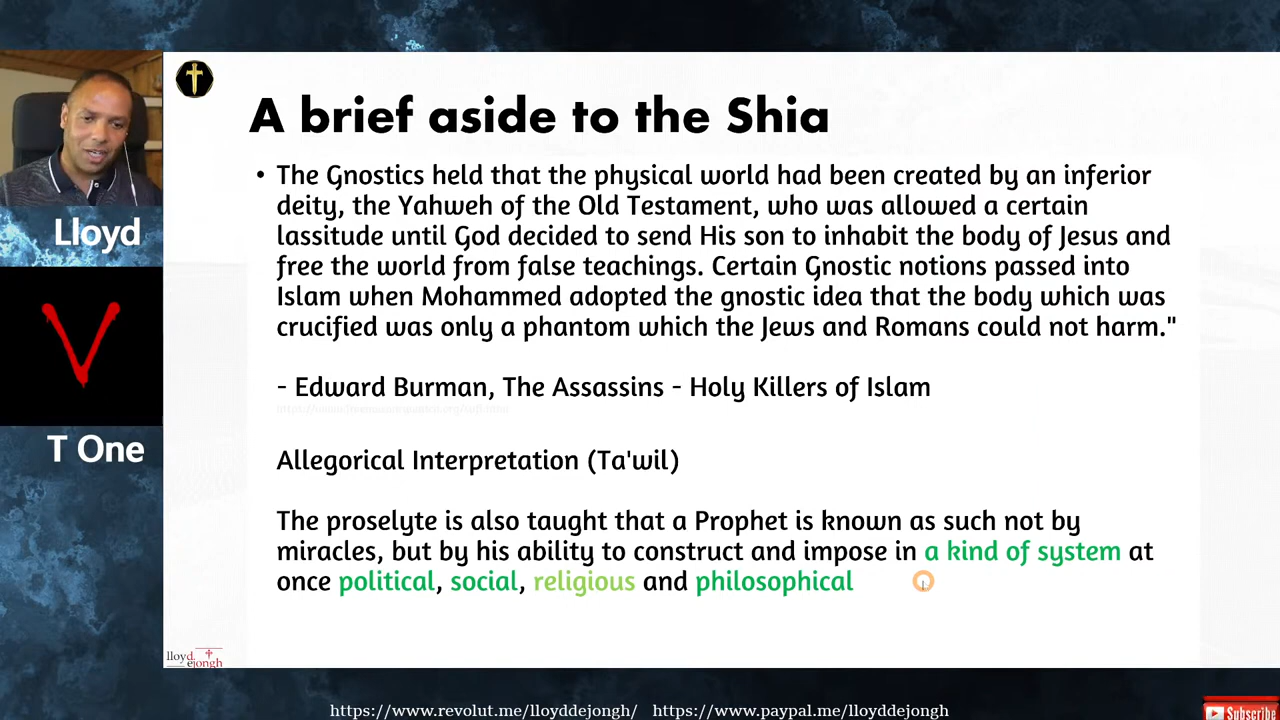 A brief aside to the Shia
• The Gnostics held that the physical world had been created by an inferior
deity, the Yahweh of the Old Testament, who was allowed a certain
lassitude until God decided to send His son to inhabit the body of Jesus and
free the world from false teachings. Certain Gnostic notions passed into
Islam when Mohammed adopted the gnostic idea that the body which was
crucified was only a phantom which the Jews and Romans could not harm."
- Edward Burman, The Assassins - Holy Killers of Islam
Allegorical Interpretation (Ta'wil)
The proselyte is also taught that a Prophet is known as such not by
miracles, but by his ability to construct and impose in a kind of system at
once political, social, religious and philosophical
Lloyd
V
T One
lloyd
ejongh
https://www.revolut.me/lloyddejongh/ https://www.paypal.me/lloyddejongh
Subscribe